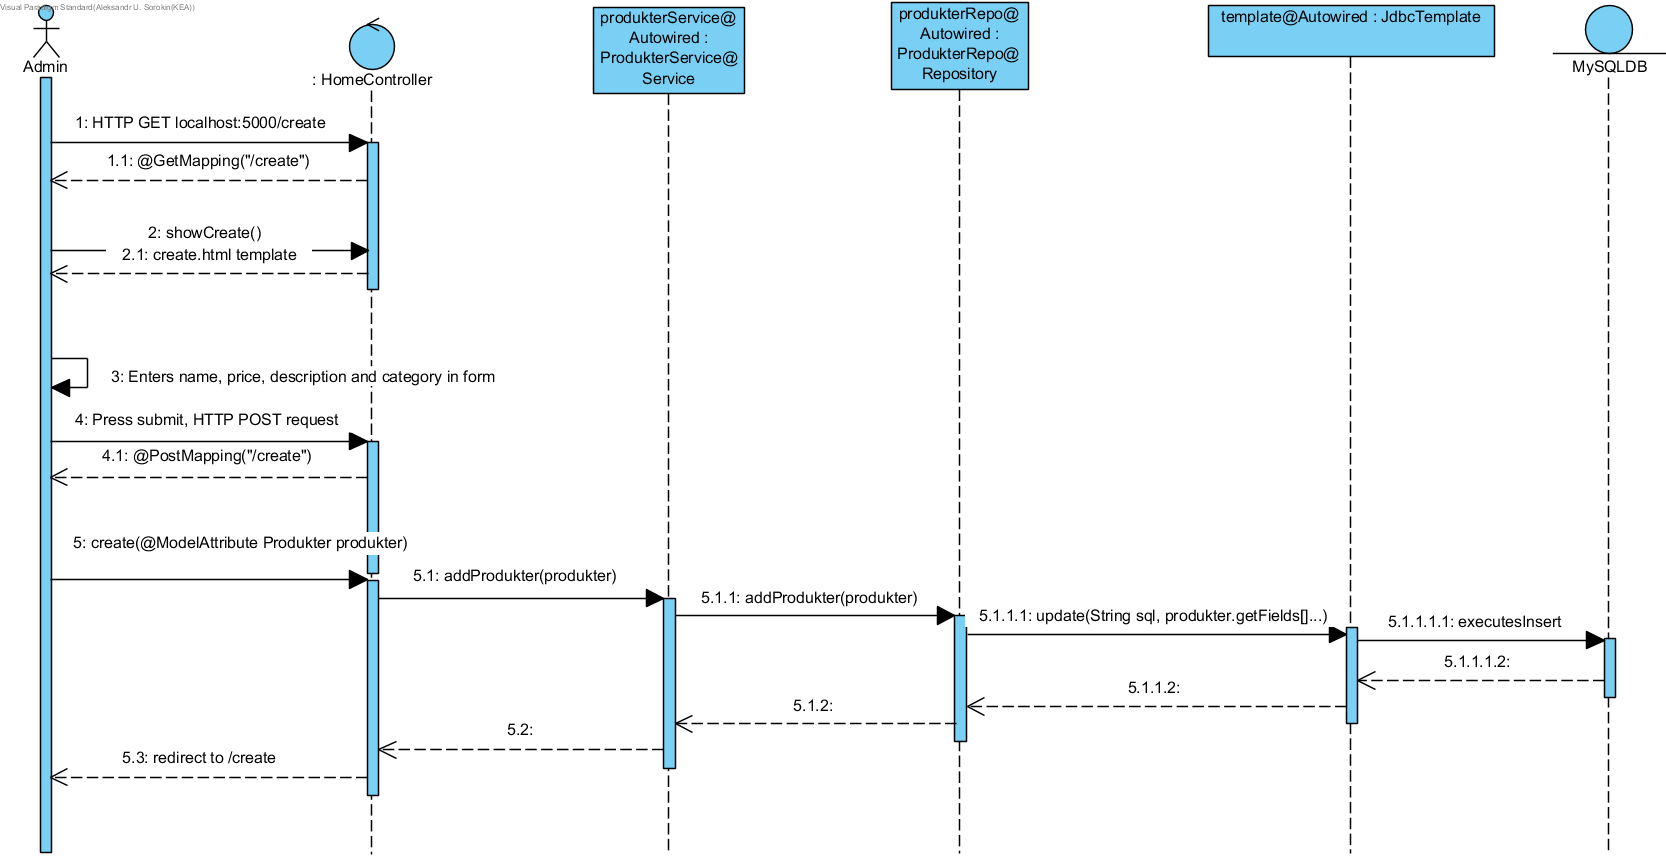 Visual Paradigm Standard(Aleksandr U. Sorokin(KEA))
Admin
: HomeController
produkterService@
Autowired :
ProdukterService@
Service
produkterRepo@
Autowired :
ProdukterRepo@
Repository
template@Autowired : JdbcTemplate
MySQLDB
1: HTTP GET localhost:5000/create
1.1: @GetMapping("/create")
2: showCreate()
2.1: create.html template
3: Enters name, price, description and category in form
4: Press submit, HTTP POST request
4.1: @PostMapping("/create")
5: create(@ModelAttribute Produkter produkter)
5.1: addProdukter(produkter)
5.1.1: addProdukter(produkter)
5.1.1.1: update(String sql, produkter.getFields[]...)
5.1.1.1.1: executesInsert
5.1.1.1.2:
5.1.1.2:
5.1.2:
5.2:
5.3: redirect to /create